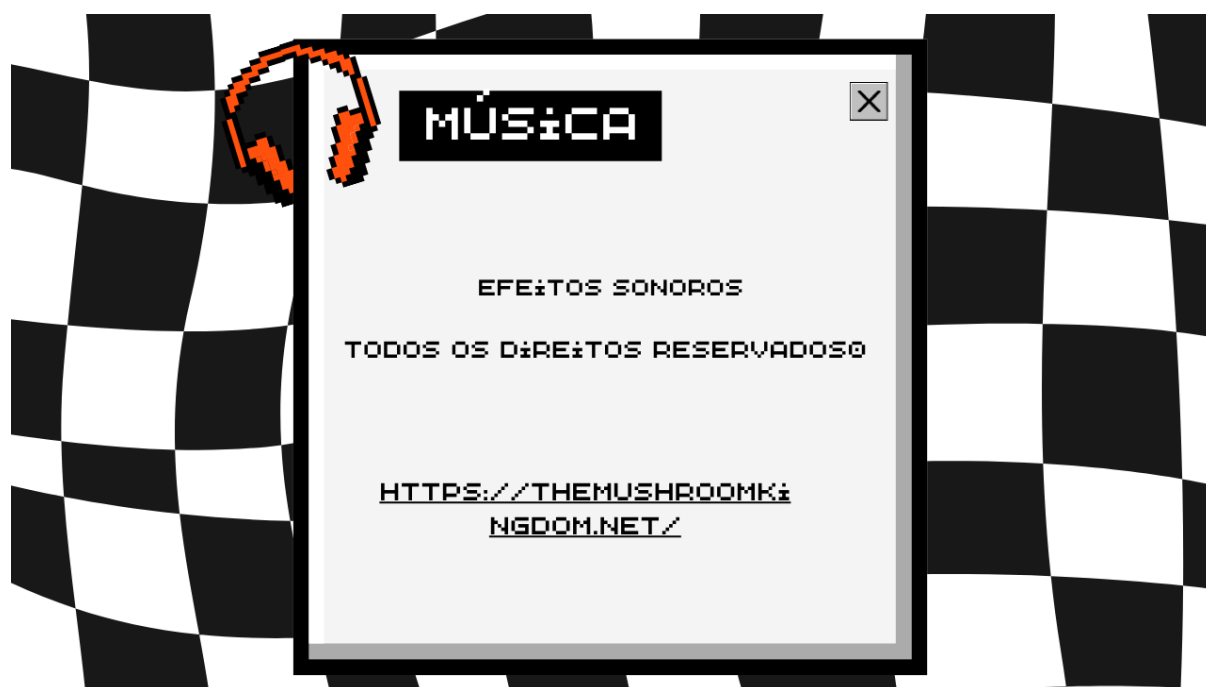 MÚSiCA
EFEiTOS SONOROS
TODOS OS DiREiTOS RESERVADOS©
HTTPS://THEMUSHROOMKi
NGDOM.NET/